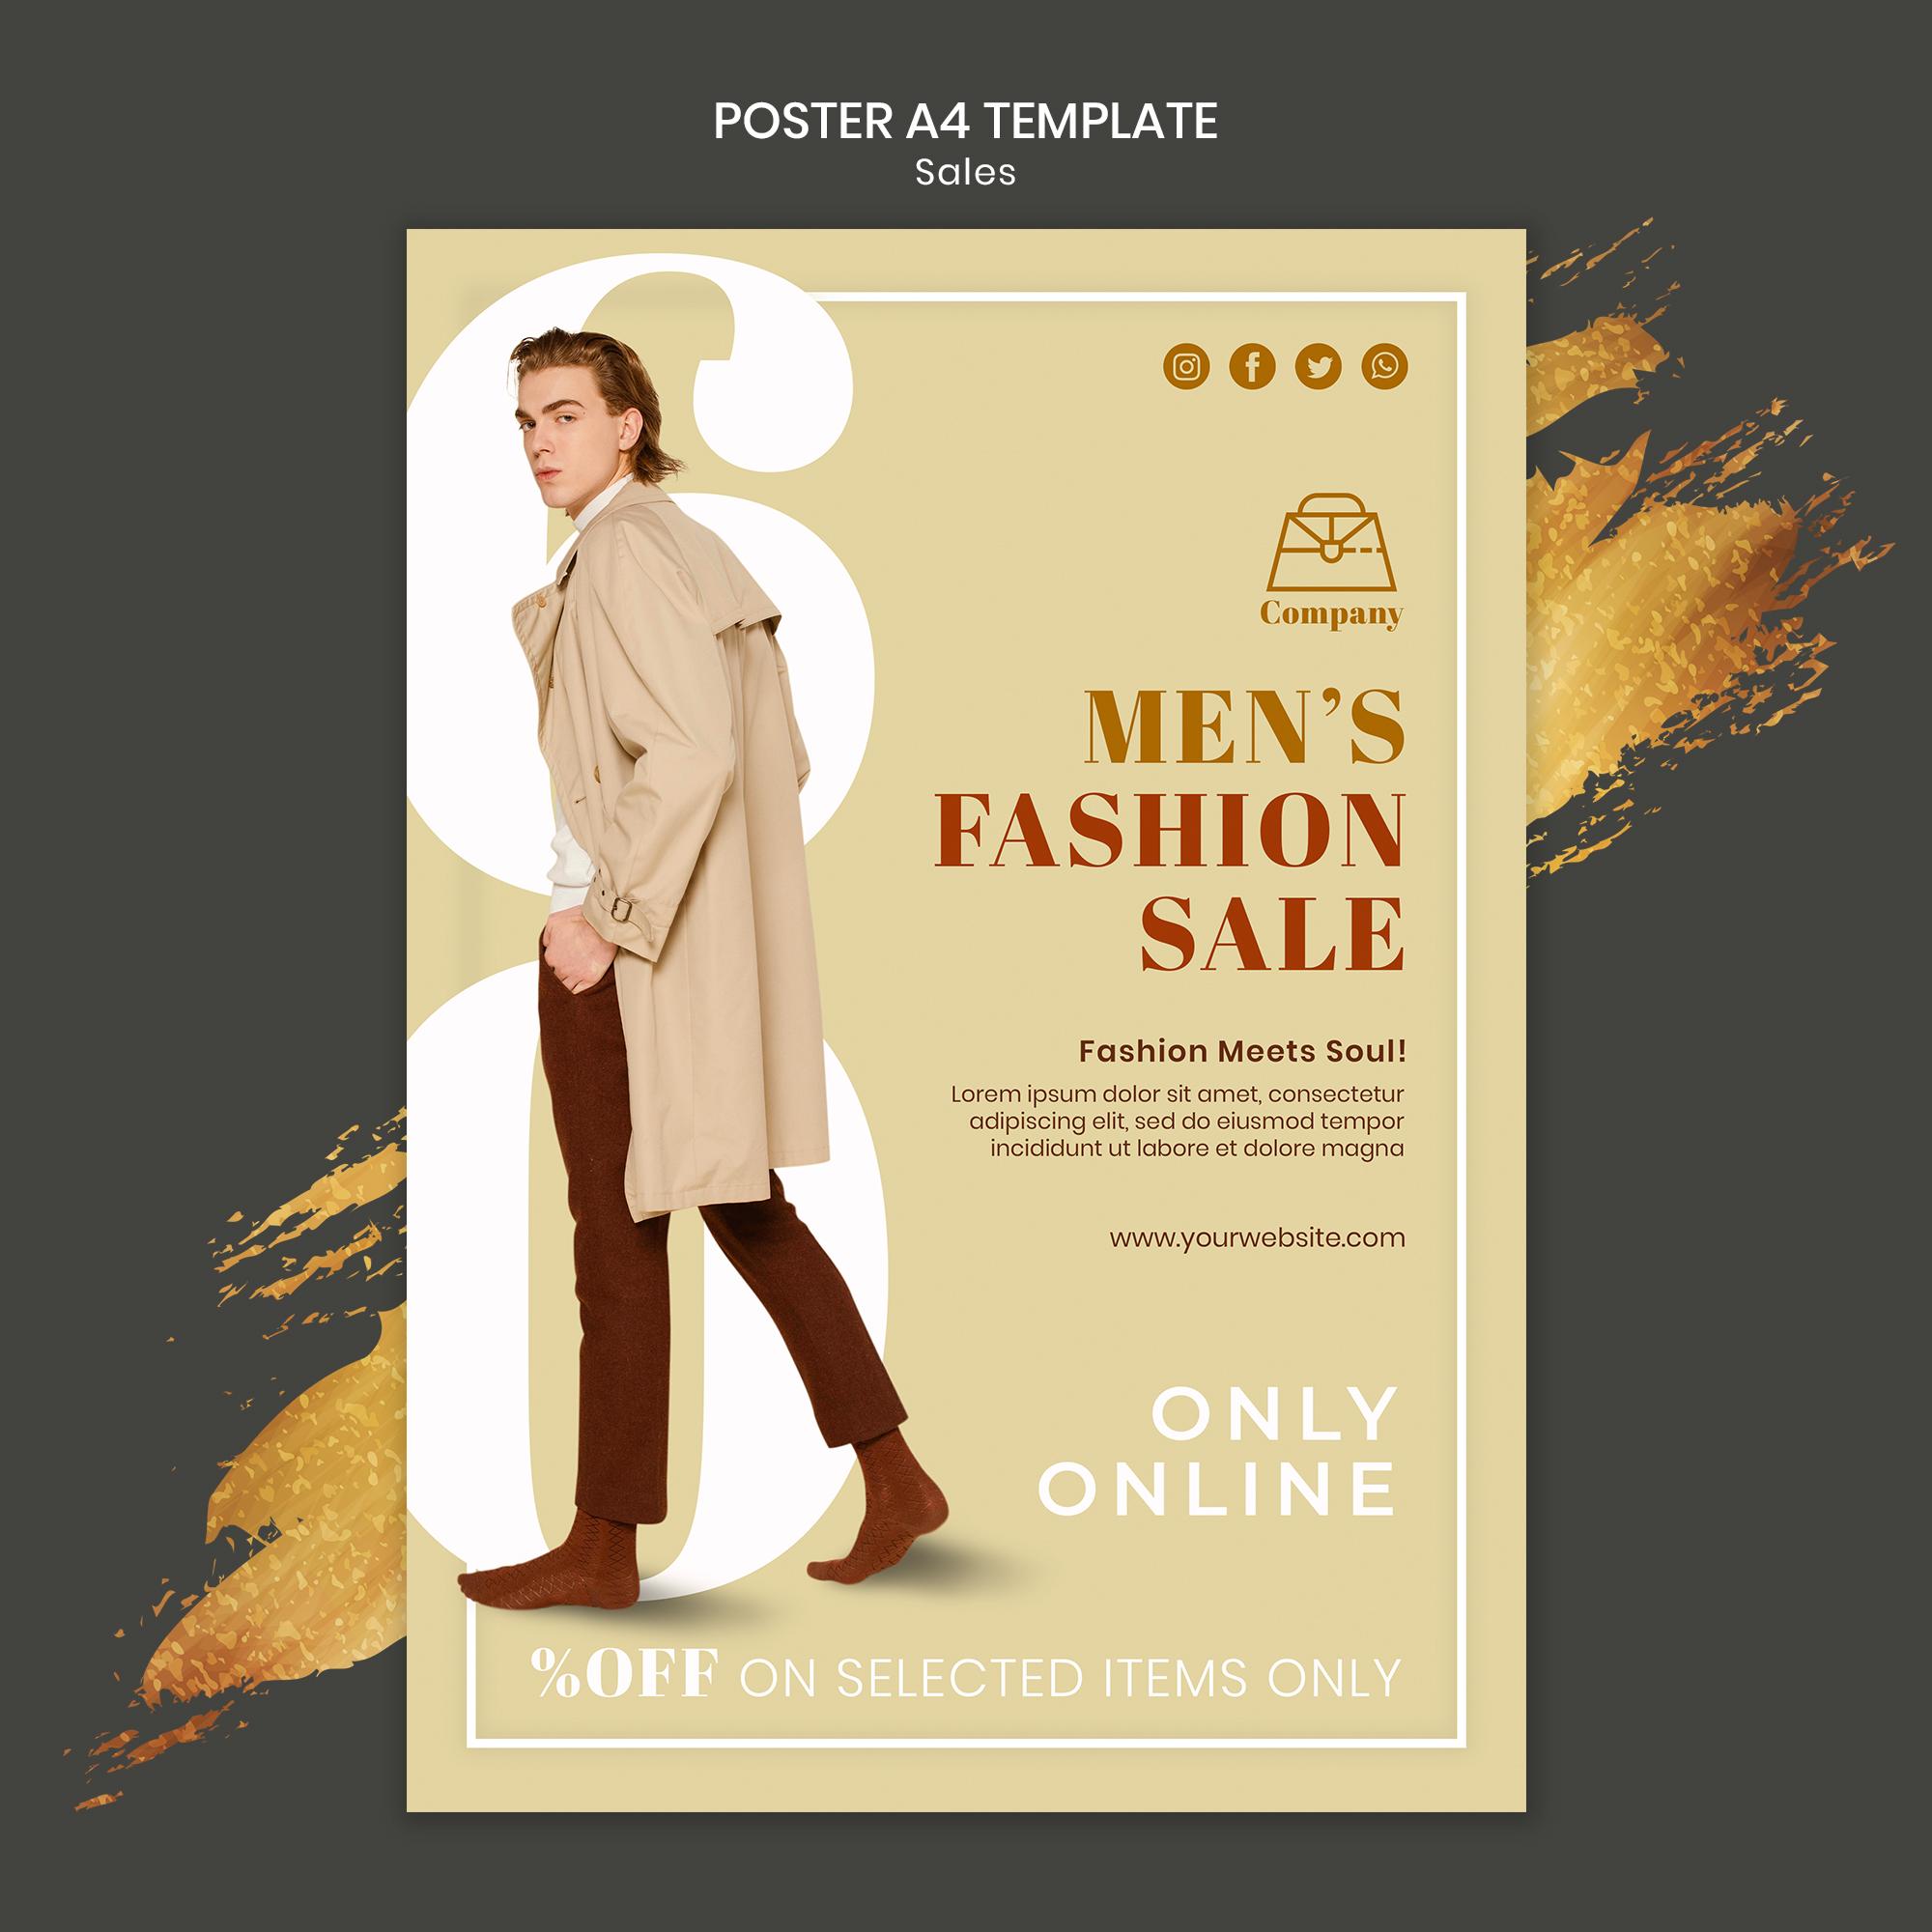 POSTER A4 TEMPLATE
Sales
6
0
Company
MEN’S
FASHION
SALE
Fashion Meets Soul!
Lorem ipsum dolor sit amet, consectetur
adipiscing elit, sed do eiusmod tempor
incididunt ut labore et dolore magna
www.yourwebsite.com
ONLY
ONLINE
%OFF ON SELECTED ITEMS ONLY